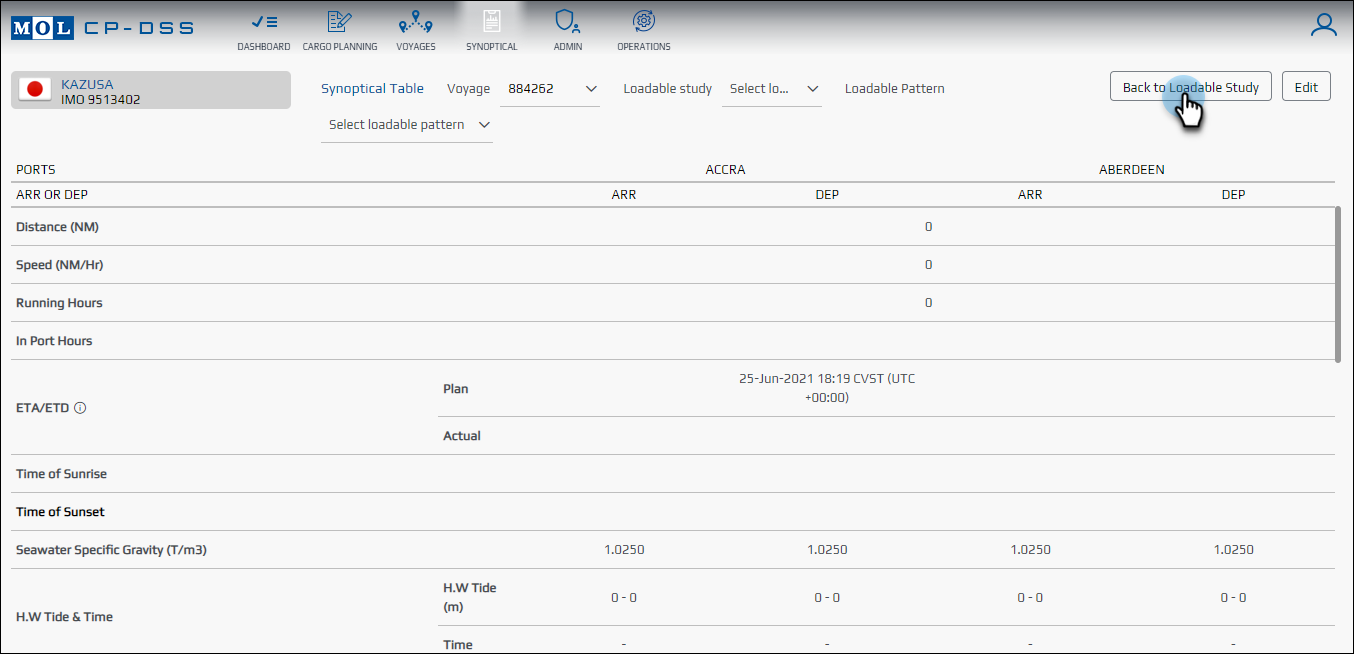 MOL CP-DSS
DASHBOARD CARGO PLANNING VOYAGES SYNOPTICAL ADMIN OPERATIONS
KAZUSA
IMO 9513402
Synoptical Table Voyage 884262 Loadable study Select lo... Loadable Pattern
Back to Loadable Study Edit
Select loadable pattern
PORTS ACCRA ABERDEEN
ARR OR DEP ARR DEP ARR DEP
Distance (NM) 0
Speed (NM/Hr) 0
Running Hours 0
In Port Hours
ETA/ETD Plan 25-Jun-2021 18:19 CVST (UTC
+00:00)
Actual
Time of Sunrise
Time of Sunset
Seawater Specific Gravity (T/m3) 1.0250 1.0250 1.0250 1.0250
H.W Tide & Time H.W Tide
(m) 0 - 0 0 - 0 0 - 0 0 - 0
Time - - - -